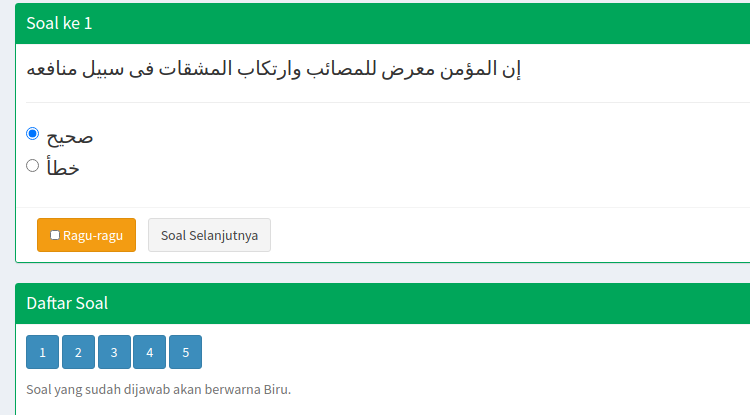 Soal ke 1
إن المؤمن معرض للمصائب وارتكاب المشقات فى سبيل منافعه
صحيح
خطأ
Ragu-ragu Soal Selanjutnya
Daftar Soal
1 2 3 4 5
Soal yang sudah dijawab akan berwarna Biru.